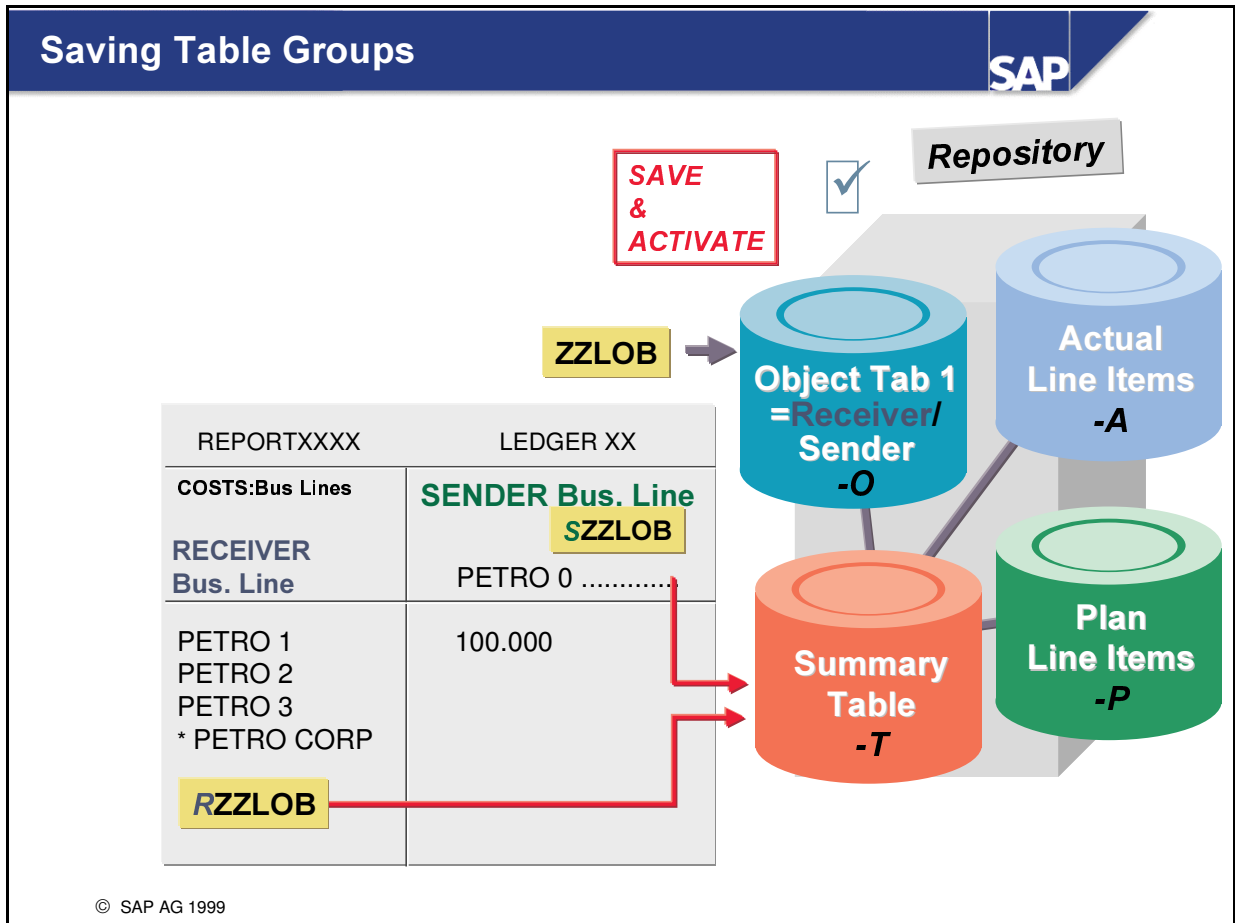 Saving Table Groups
SAP
SAVE
&
ACTIVATE
Repository
ZZLOB
Object Tab 1
=Receiver/
Sender
-O
Actual
Line Items
-A
REPORTXXXX
LEDGER XX
COSTS:Bus Lines
SENDER Bus. Line
SZZLOB
RECEIVER
Bus. Line
PETRO 0 .............
PETRO 1
100.000
PETRO 2
PETRO 3
* PETRO CORP
RZZLOB
Summary
Table
-T
Plan
Line Items
-P
© SAP AG 1999